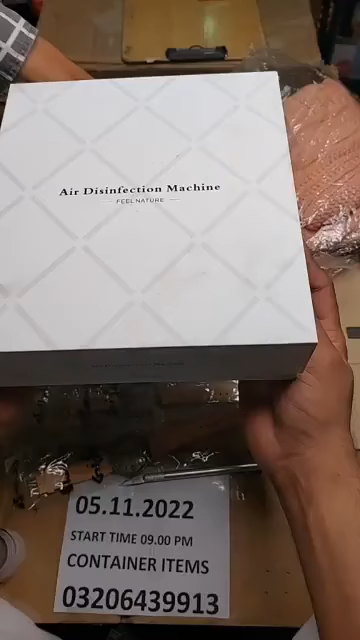 Air Disinfection Machine
FEEL NATURE
05.11.2022
START TIME 09.00 PM
CONTAINER ITEMS
03206439913